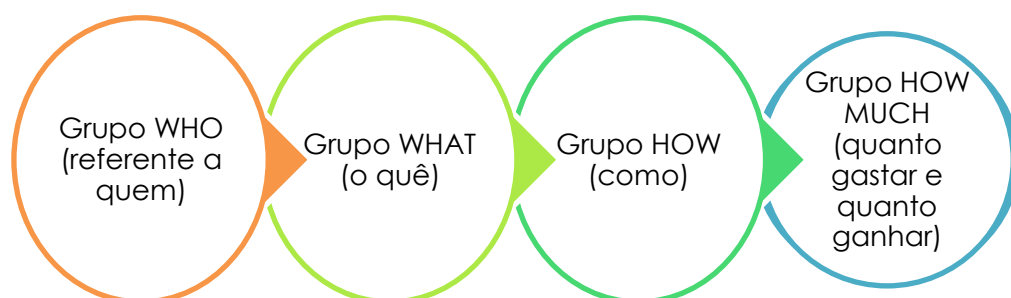 Grupo WHO
(referente a
quem)
Grupo WHAT
(o quê)
Grupo HOW
(como)
Grupo HOW
MUCH
(quanto
gastar e
quanto
ganhar)